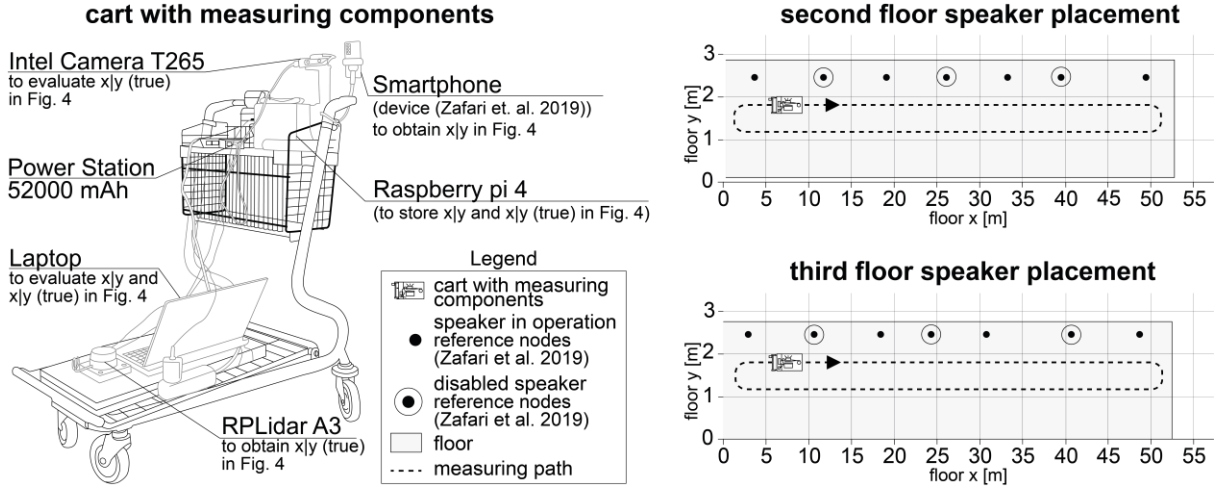 cart with measuring components
Intel Camera T265
to evaluate x|y (true)
in Fig. 4
Smartphone
(device (Zafari et. al. 2019))
to obtain x|y in Fig. 4
Power Station
52000 mAh
Raspberry pi 4
(to store x|y and x|y (true) in Fig. 4)
Laptop
to evaluate x|y and
x|y (true) in Fig. 4
RPLidar A3
to obtain x|y (true)
in Fig. 4
Legend
cart with measuring
components
speaker in operation
reference nodes
(Zafari et al. 2019)
disabled speaker
reference nodes
(Zafari et al. 2019)
floor
measuring path
second floor speaker placement
floor y [m]
3
2
1
0
0 5 10 15 20 25 30 35 40 45 50 55
floor x [m]
third floor speaker placement
floor y [m]
3
2
1
0
0 5 10 15 20 25 30 35 40 45 50 55
floor x [m]